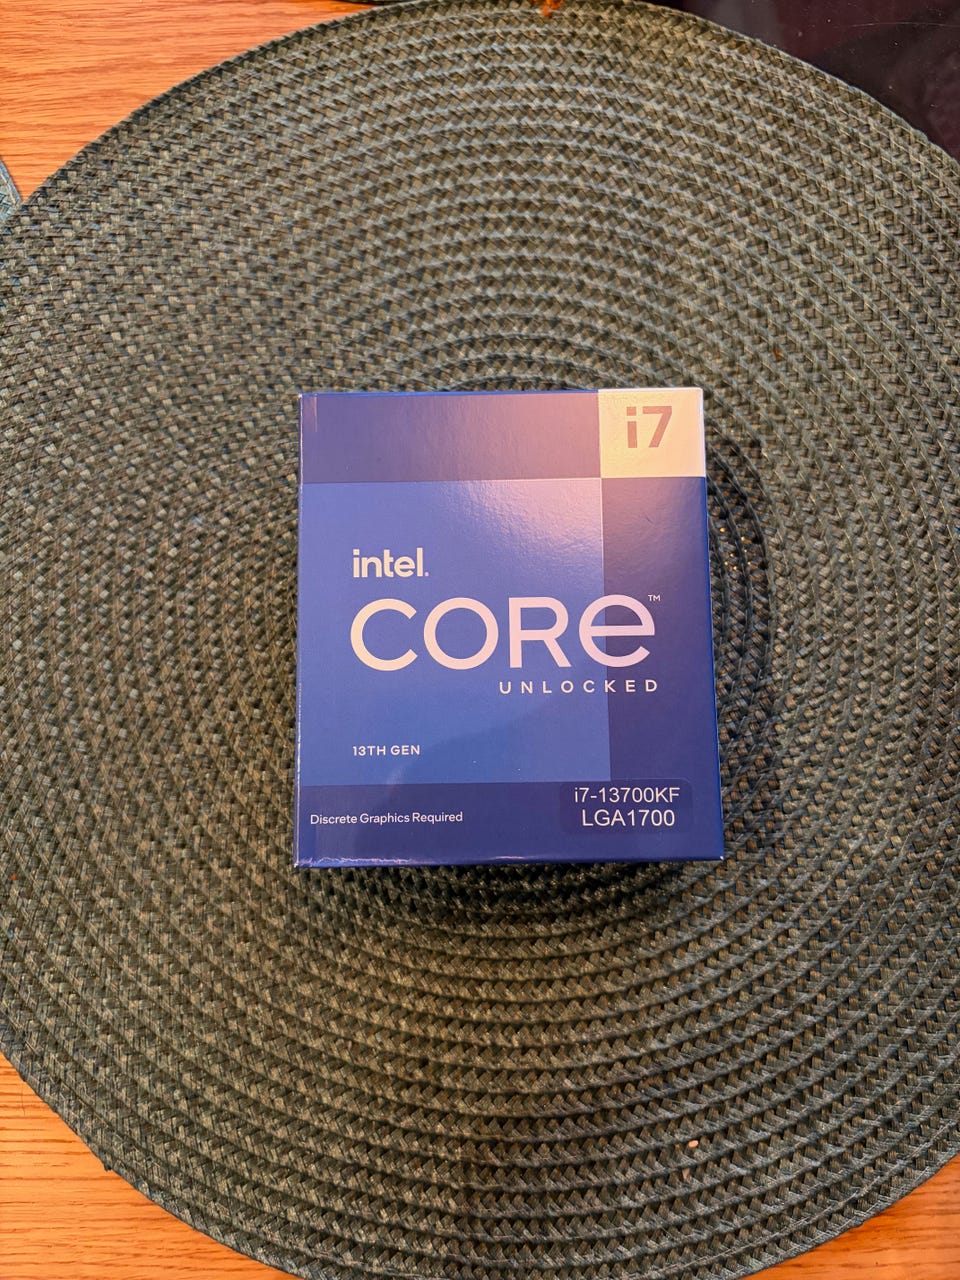 i7
intel.
CORE™
UNLOCKED
13TH GEN
i7-13700KF
Discrete Graphics Required
LGA1700